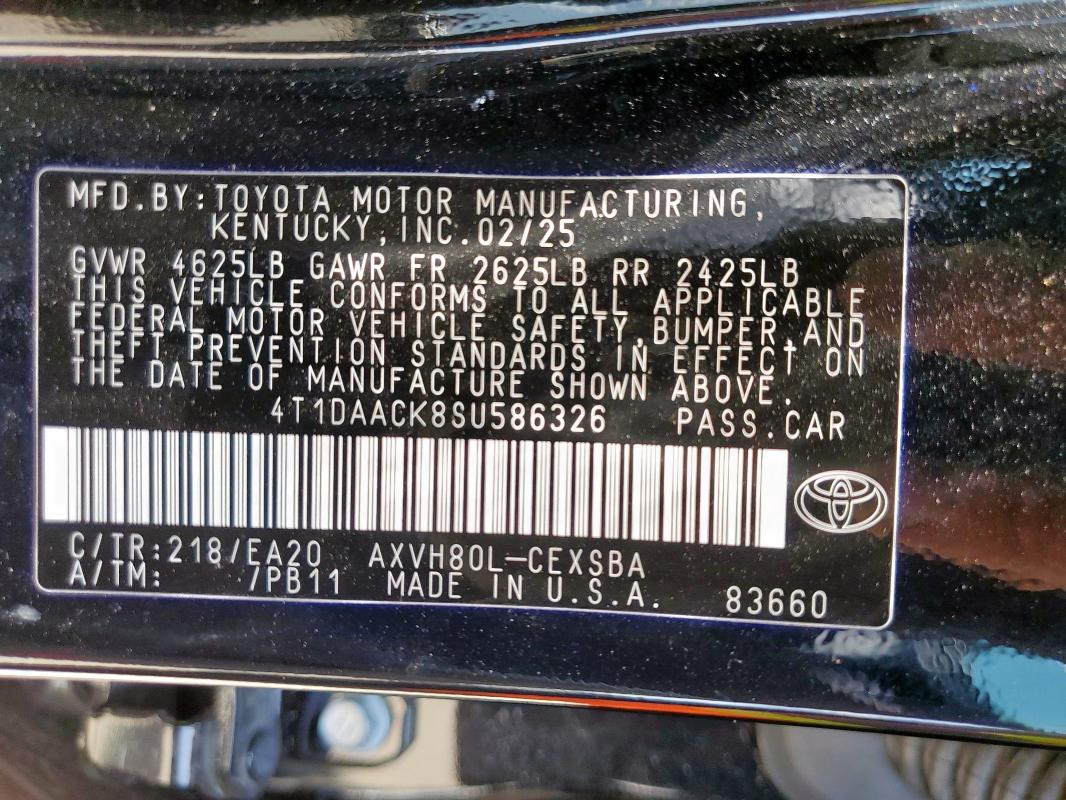 MFD.BY:TOYOTA MOTOR MANUFACTURING,
KENTUCKY,INC.02/25
GVWR 4625LB GAWR FR 2625LB RR 2425LB
THIS VEHICLE CONFORMS TO ALL APPLICABLE
FEDERAL MOTOR VEHICLE SAFETY,BUMPER,AND
THEFT PREVENTION STANDARDS IN EFFECT ON
THE DATE OF MANUFACTURE SHOWN ABOVE.
4T1DAACK8SU586326 PASS.CAR
C/TR:218/EA20 AXVH80L-CEXSBA
A/TM: /PB11 MADE IN U.S.A. 83660